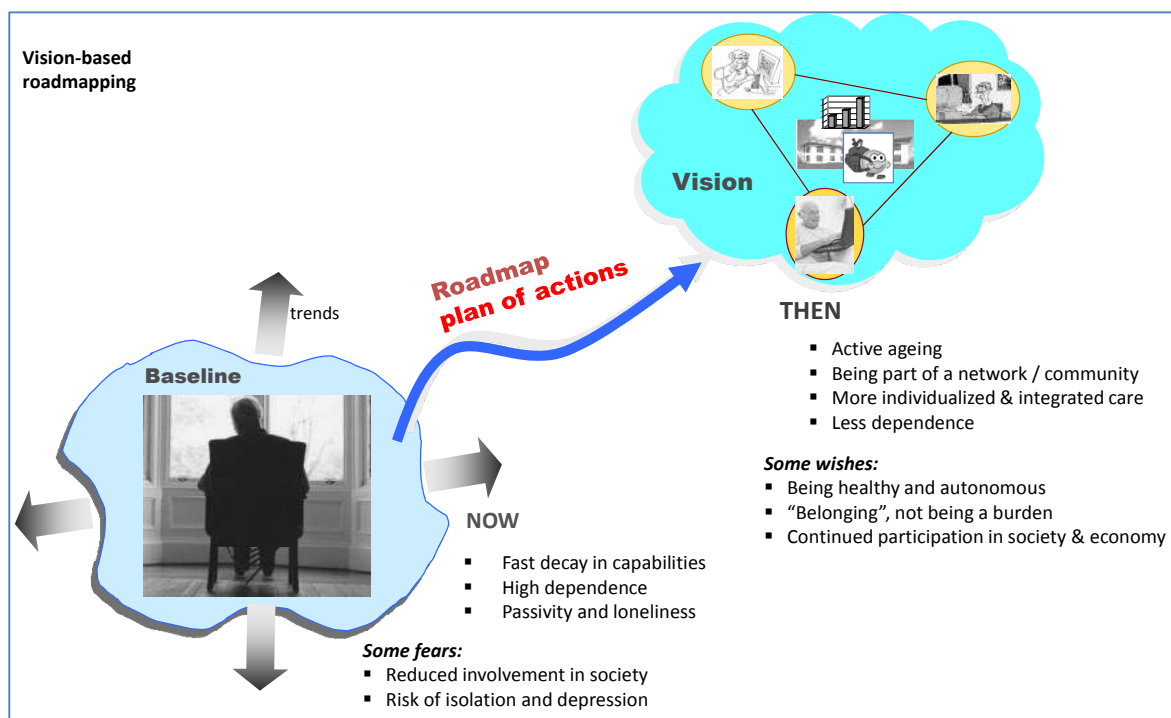 Vision-based
roadmapping
Vision
Roadmap
plan of actions
trends
Baseline
THEN
▪ Active ageing
▪ Being part of a network / community
▪ More individualized & integrated care
▪ Less dependence
Some wishes:
▪ Being healthy and autonomous
▪ “Belonging”, not being a burden
▪ Continued participation in society & economy
NOW
▪ Fast decay in capabilities
▪ High dependence
▪ Passivity and loneliness
Some fears:
▪ Reduced involvement in society
▪ Risk of isolation and depression